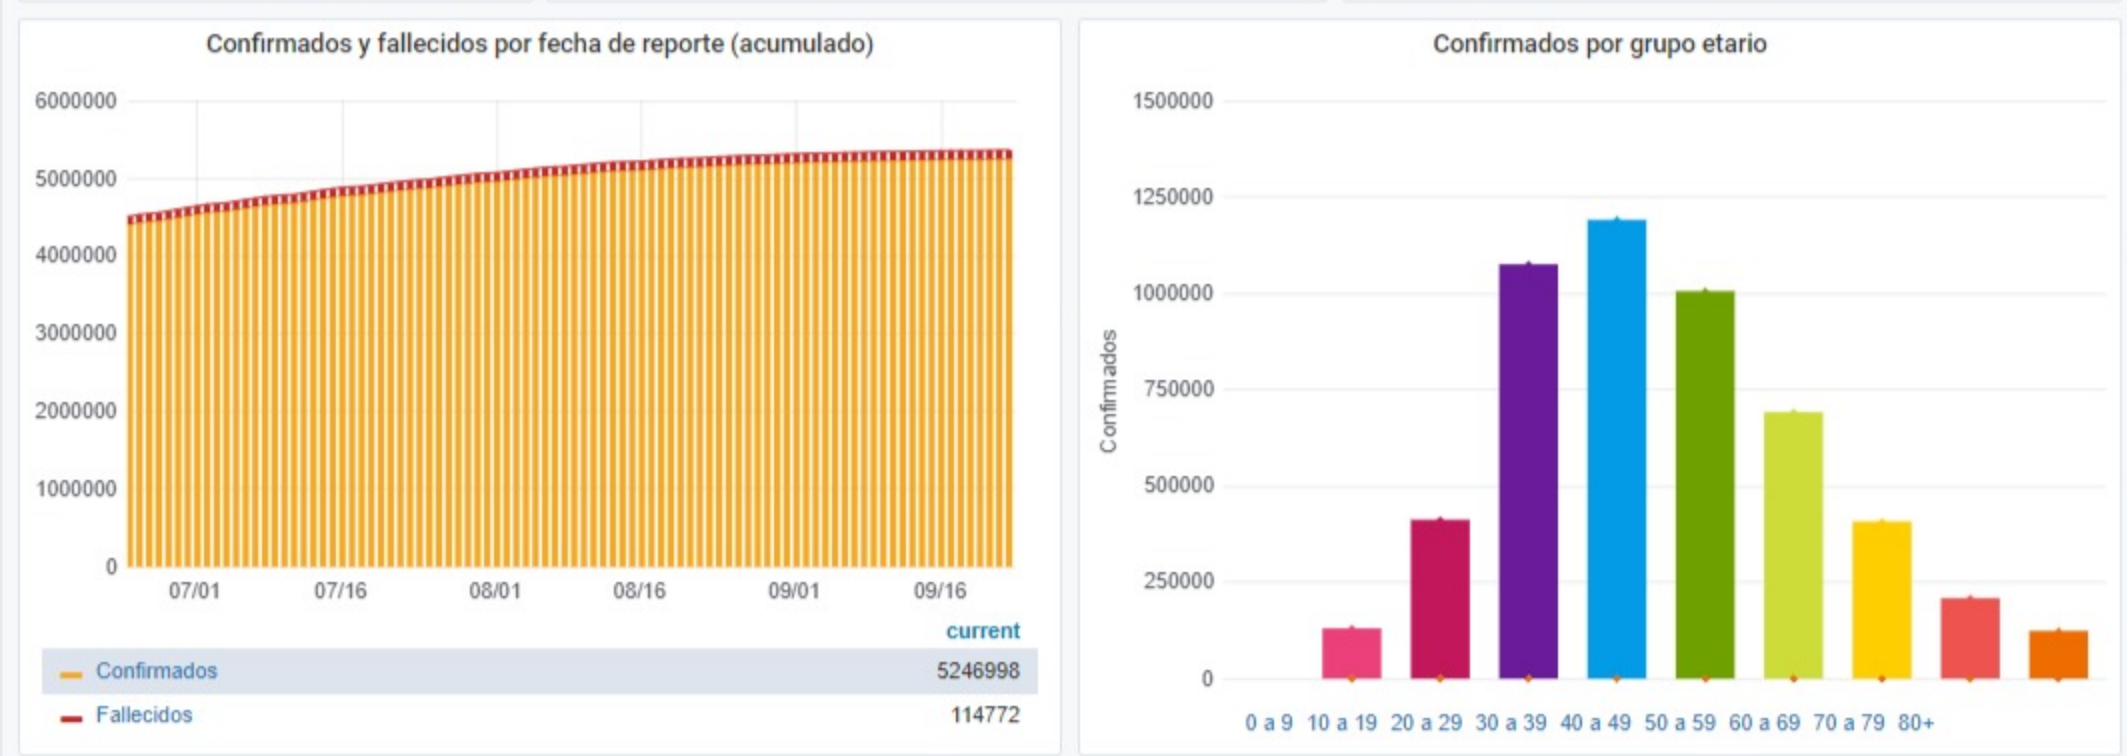 Confirmados y fallecidos por fecha de reporte (acumulado)
6000000
5000000
4000000
3000000
2000000
1000000
0
07/01 07/16 08/01 08/16 09/01 09/16
current
Confirmados 5246998
Fallecidos 114772
Confirmados por grupo etario
1500000
1250000
1000000
750000
500000
250000
0
Confirmados
0 a 9 10 a 19 20 a 29 30 a 39 40 a 49 50 a 59 60 a 69 70 a 79 80+